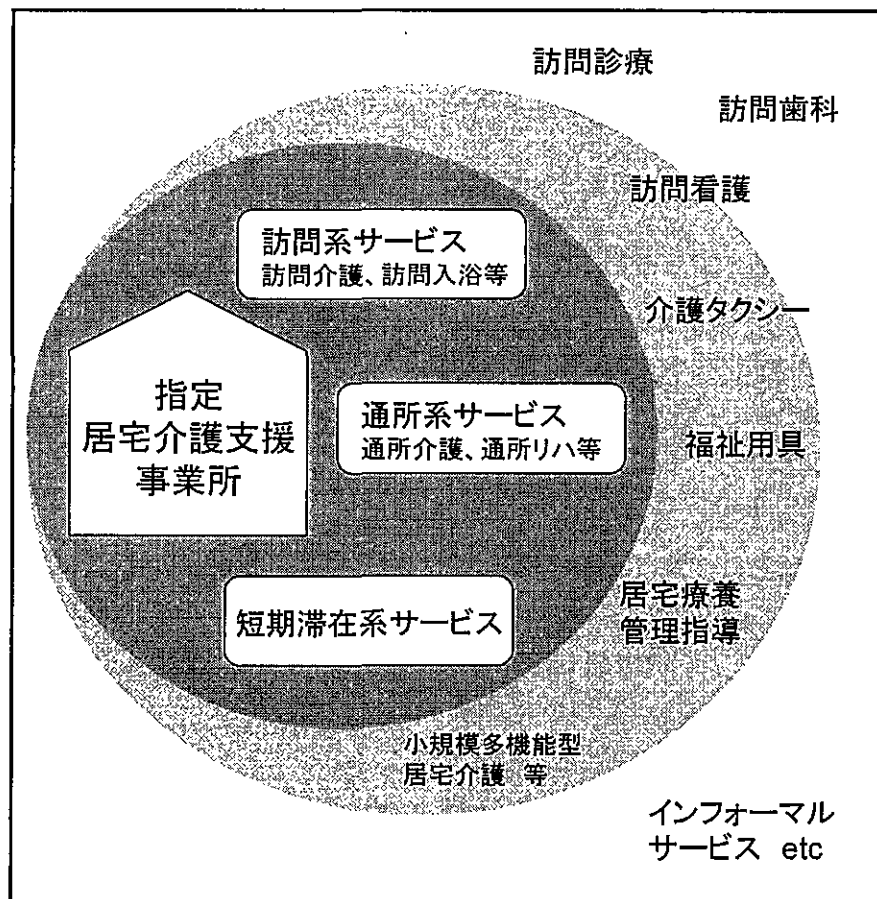 訪問診療
訪問歯科
訪問看護
訪問系サービス
訪問介護、訪問入浴等
介護タクシー
指定
居宅介護支援
事業所
通所系サービス
通所介護、通所リハ等
福祉用具
短期滞在系サービス
居宅療養
管理指導
小規模多機能型
居宅介護 等
インフォーマル
サービス etc